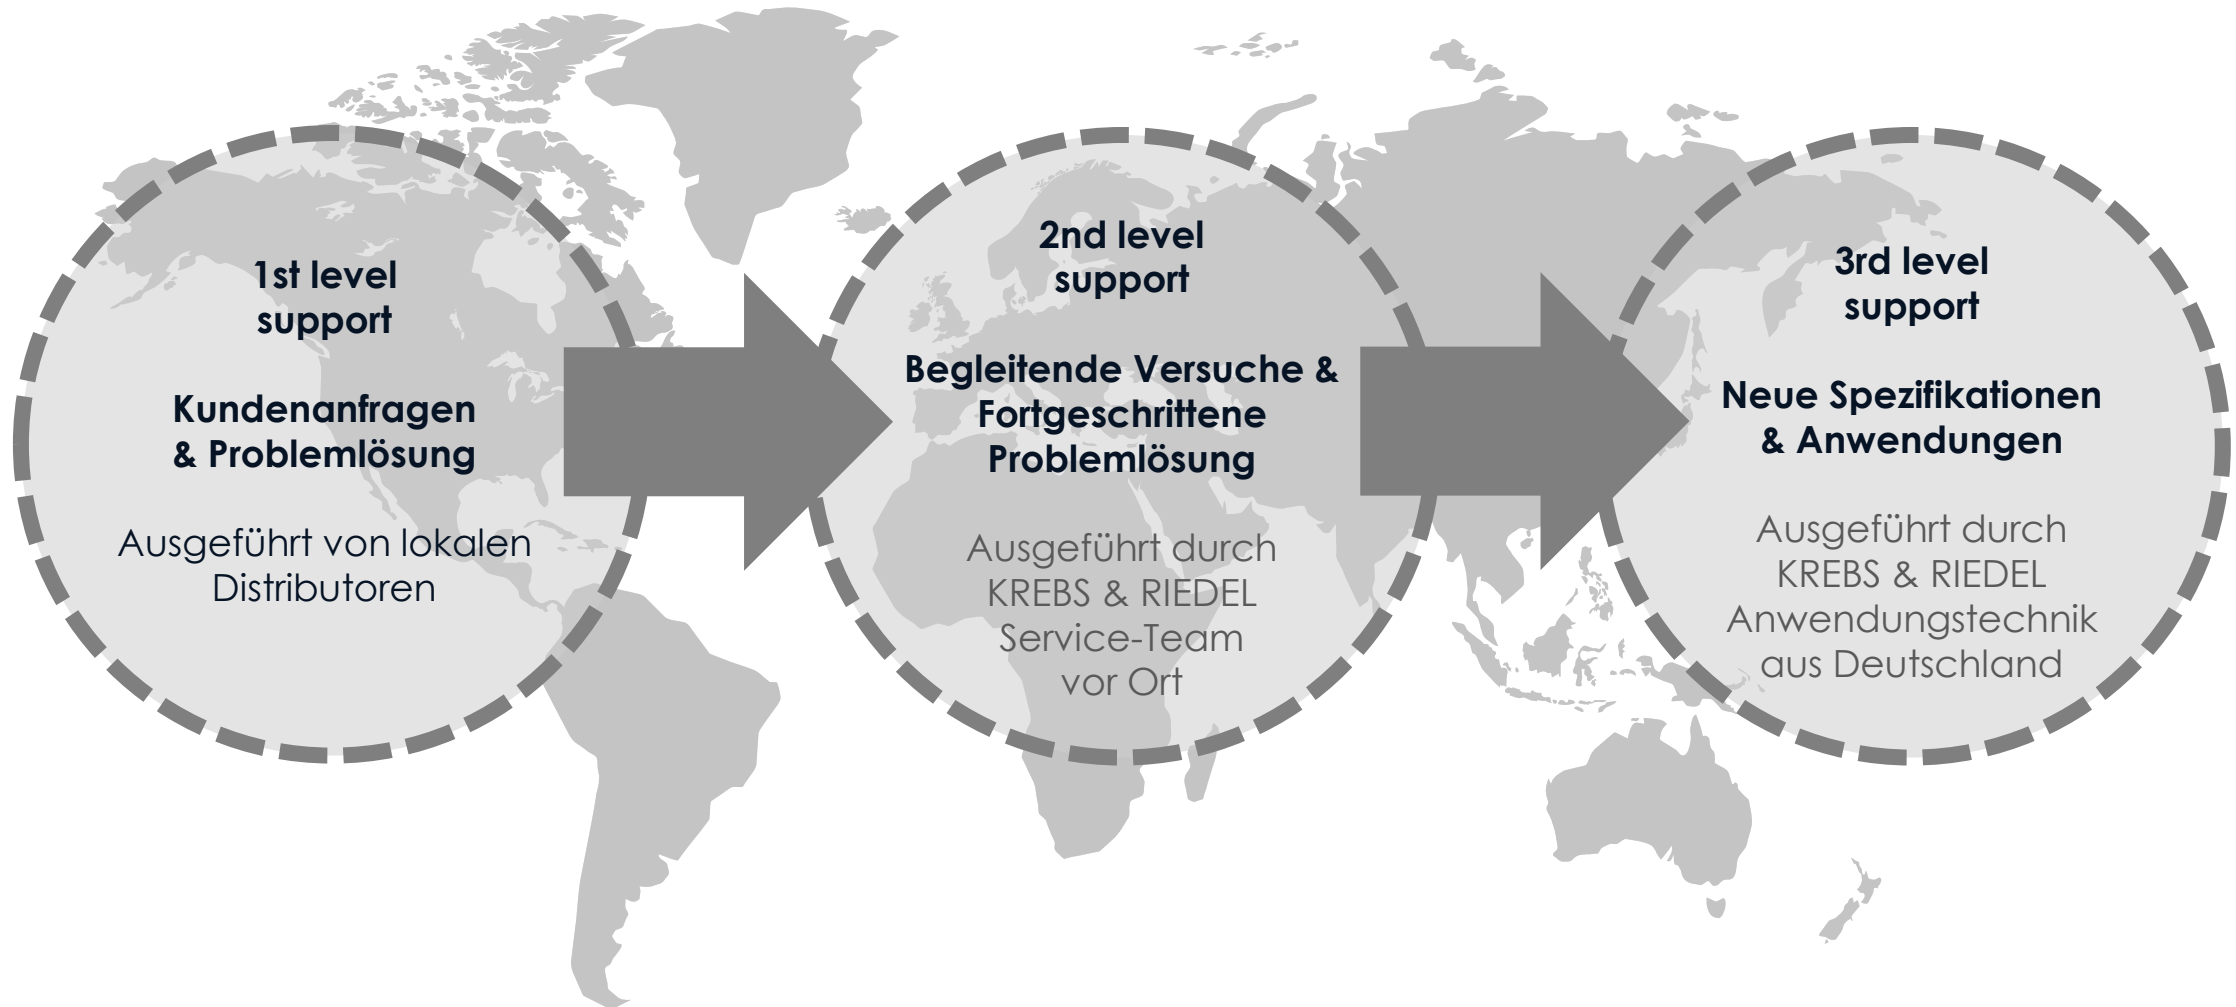 1st level
support
Kundenanfragen
& Problemlösung
Ausgeführt von lokalen
Distributoren
2nd level
support
Begleitende Versuche &
Fortgeschrittene
Problemlösung
Ausgeführt durch
KREBS & RIEDEL
Service-Team
vor Ort
3rd level
support
Neue Spezifikationen
& Anwendungen
Ausgeführt durch
KREBS & RIEDEL
Anwendungstechnik
aus Deutschland